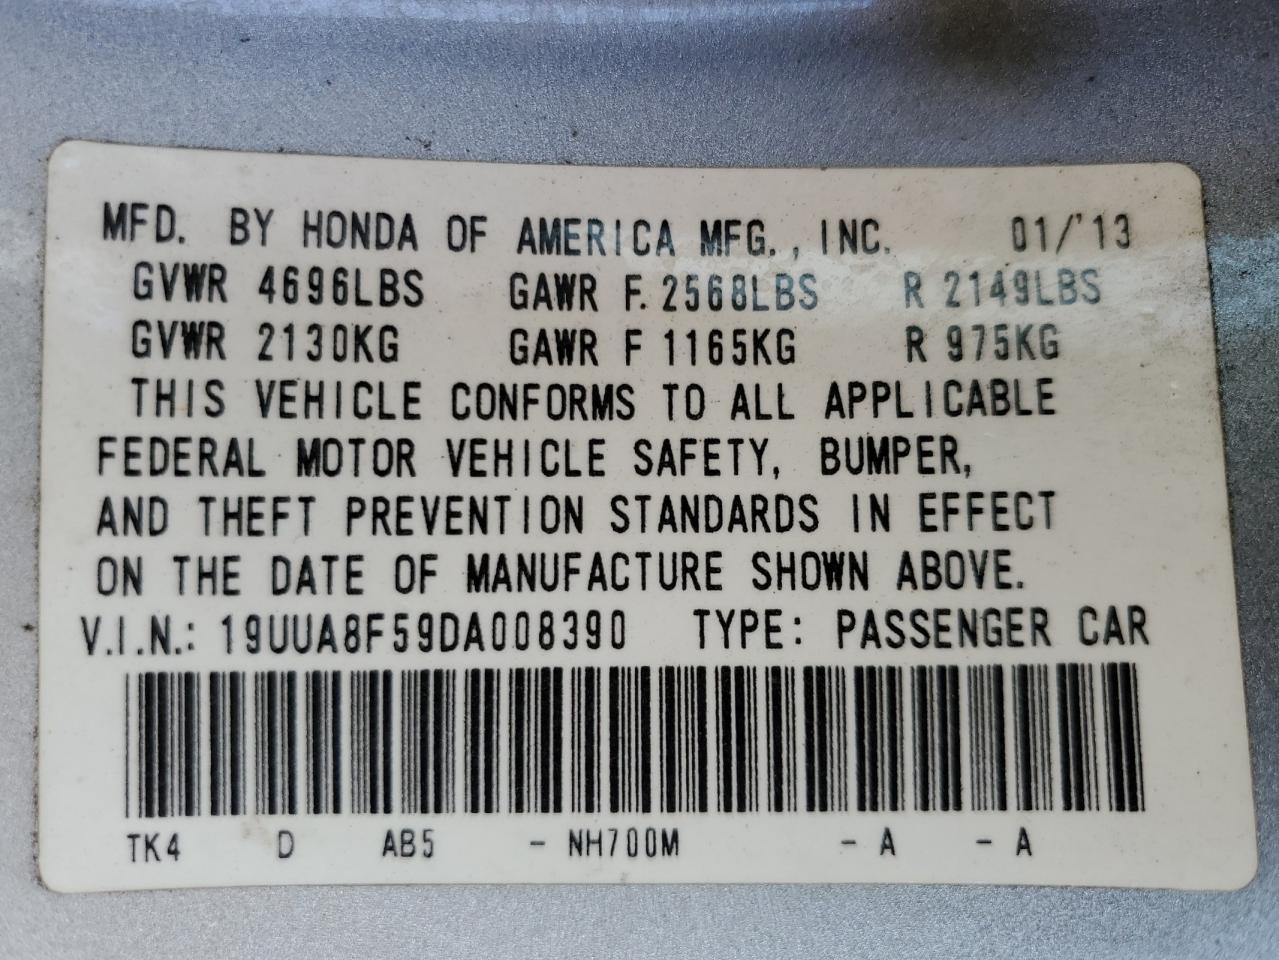 MFD. BY HONDA OF AMERICA MFG., INC. 01/'13
GVWR 4696LBS GAWR F. 2568LBS R 2149LBS
GVWR 2130KG GAWR F 1165KG R 975KG
THIS VEHICLE CONFORMS TO ALL APPLICABLE
FEDERAL MOTOR VEHICLE SAFETY, BUMPER,
AND THEFT PREVENTION STANDARDS IN EFFECT
ON THE DATE OF MANUFACTURE SHOWN ABOVE.
V.I.N.: 19UUA8F59DA008390 TYPE: PASSENGER CAR
TK4 D AB5 - NH700M - A - A